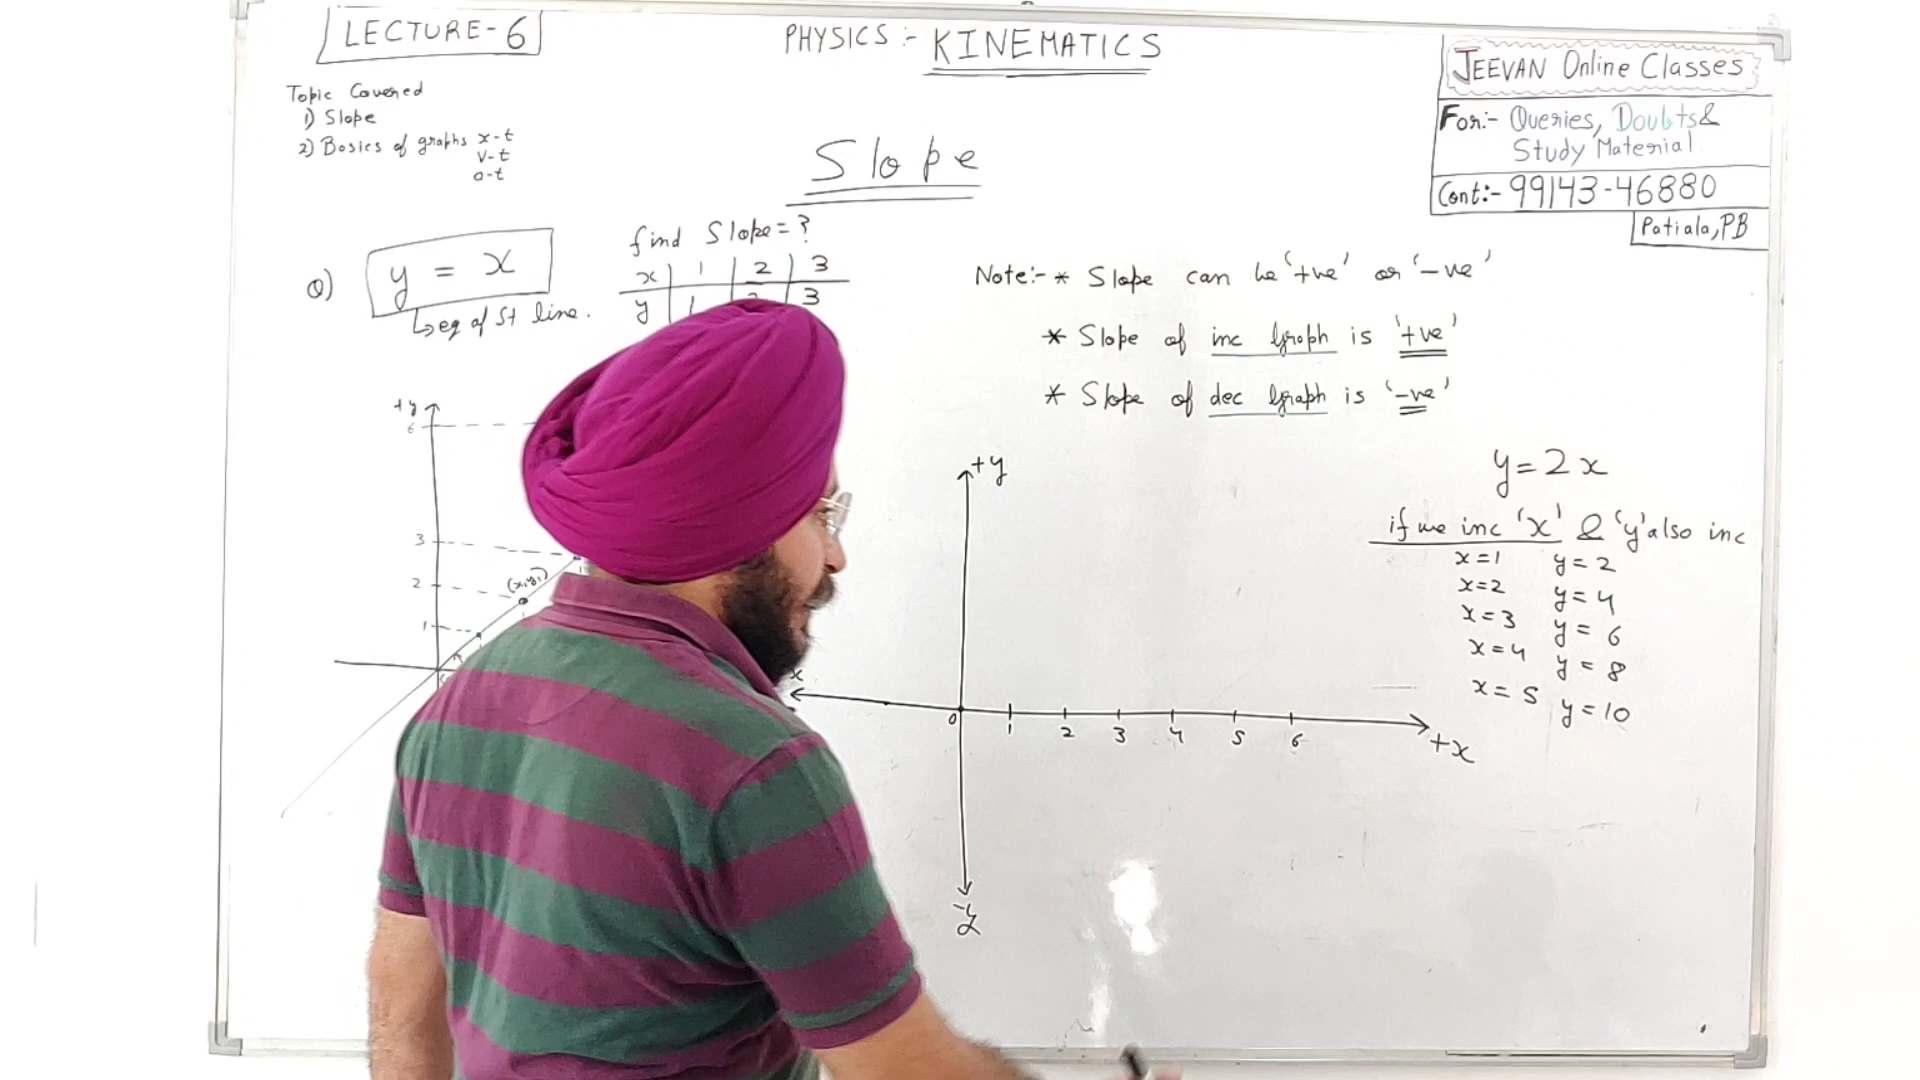 LECTURE-6
PHYSICS:- KINEMATICS
JEEVAN Online Classes
For:- Queries, Doubts &
Study Material
Cont:- 99143-46880
Patiala, PB
Topic Covered
1) Slope
2) Basics of graphs x-t
v-t
a-t
Slope
Q) y = x
↳ eq of St line.
find Slope = ?
x 1 2 3
y 1 3
Note:- * Slope can be '+ve' or '-ve'
* Slope of inc Graph is '+ve'
* Slope of dec Graph is '-ve'
+y
6
3
2
1
(x,y,)
+y
x
0 1 2 3 4 5 6
+x
-y
y = 2x
if we inc 'x' & 'y' also inc
x=1 y=2
x=2 y=4
x=3 y=6
x=4 y=8
x=5 y=10